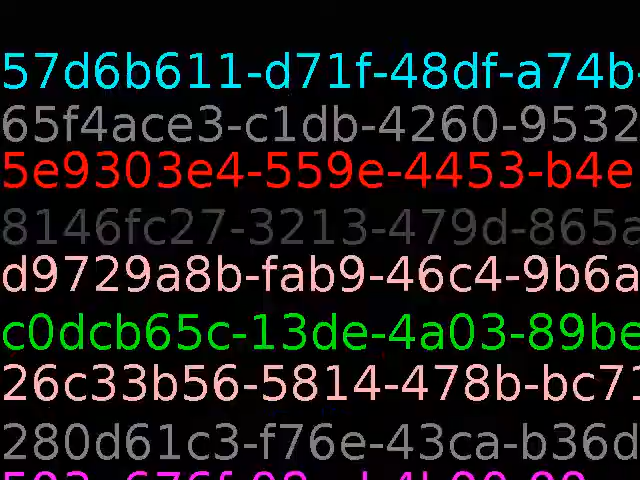 57d6b611-d71f-48df-a74b-
65f4ace3-c1db-4260-9532
5e9303e4-559e-4453-b4e
8146fc27-3213-479d-865a
d9729a8b-fab9-46c4-9b6a
c0dcb65c-13de-4a03-89be
26c33b56-5814-478b-bc71
280d61c3-f76e-43ca-b36d